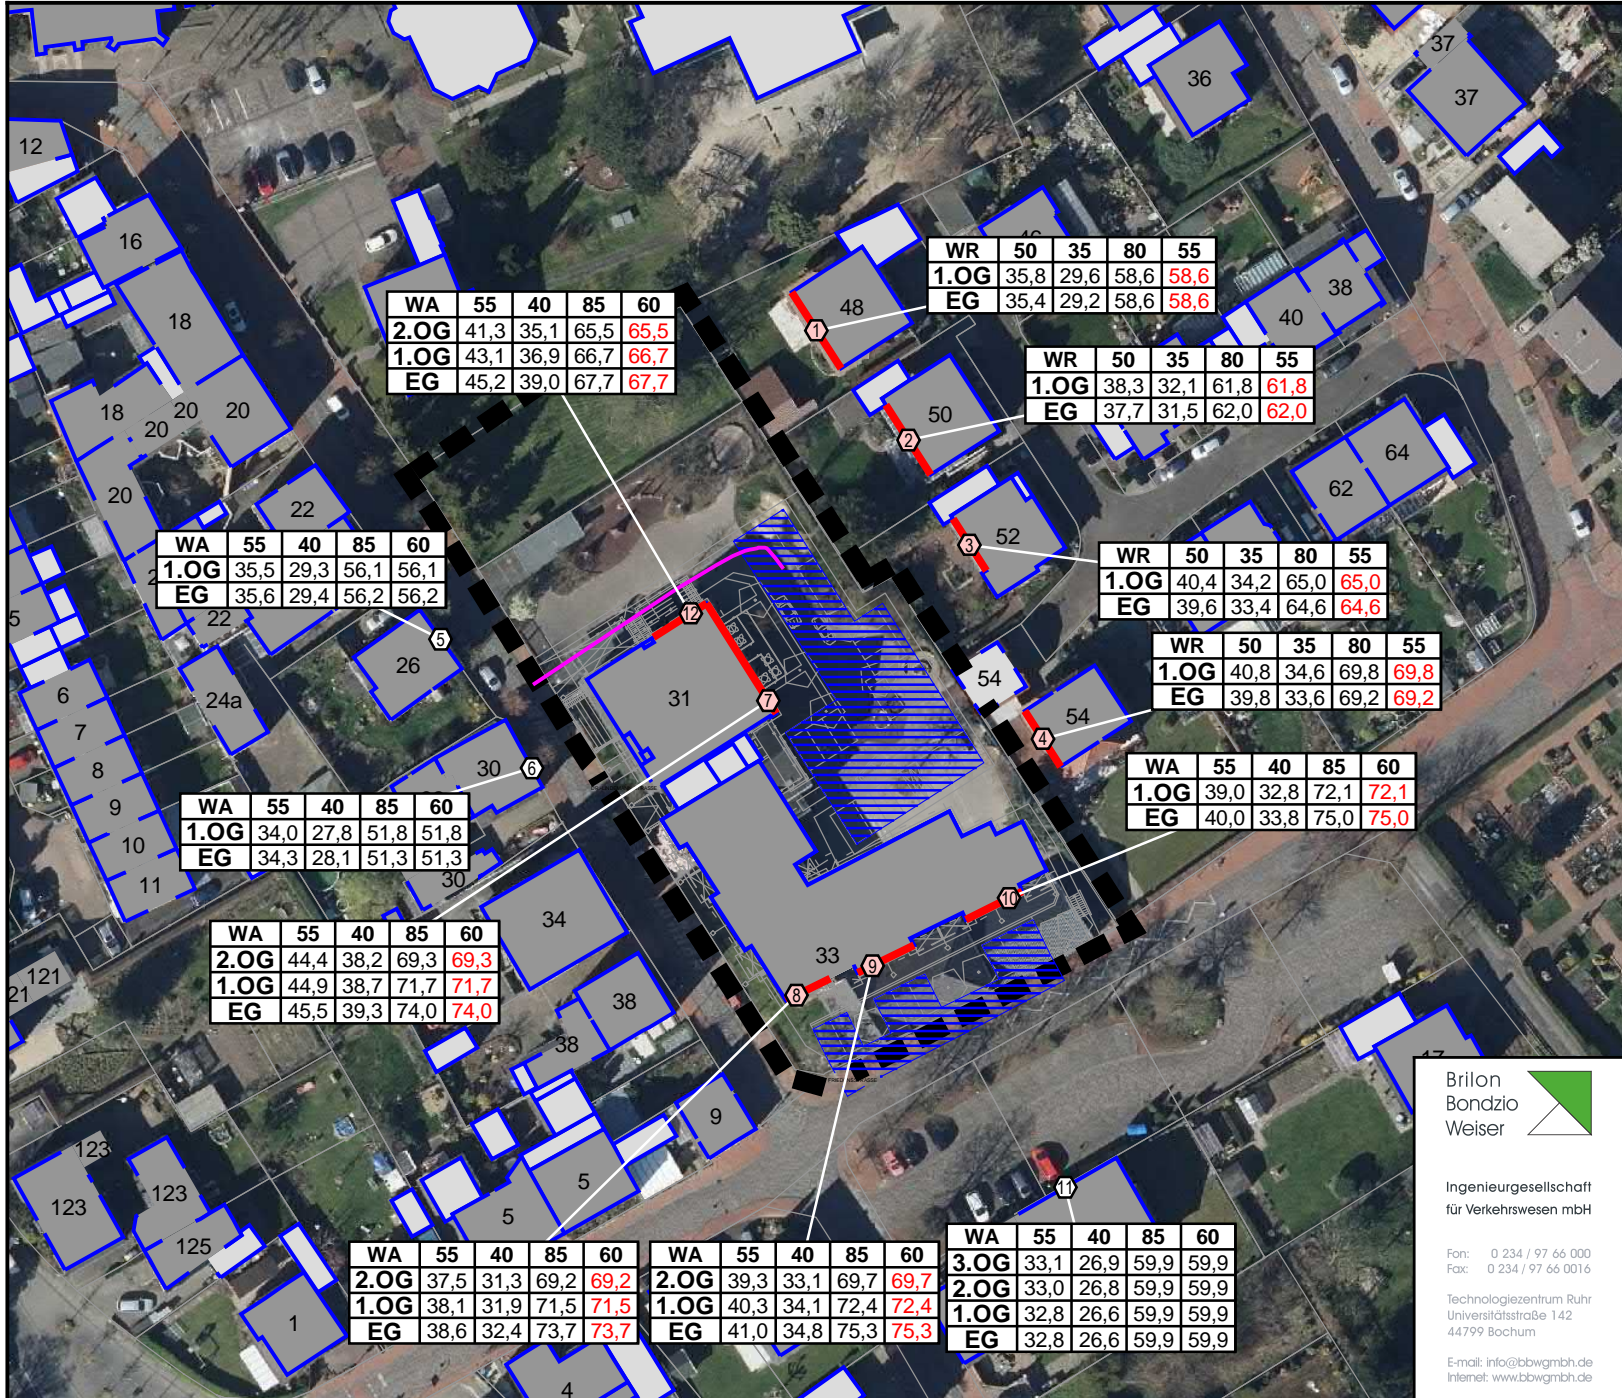 37
37
36
12
16
46
WR 50 35 80 55
1.OG 35,8 29,6 58,6 58,6
EG 35,4 29,2 58,6 58,6
48
1
38
40
18
WA 55 40 85 60
2.OG 41,3 35,1 65,5 65,5
1.OG 43,1 36,9 66,7 66,7
EG 45,2 39,0 67,7 67,7
WR 50 35 80 55
1.OG 38,3 32,1 61,8 61,8
EG 37,7 31,5 62,0 62,0
50
2
18
20
20
20
64
62
20
22
52
3
WA 55 40 85 60
1.OG 35,5 29,3 56,1 56,1
EG 35,6 29,4 56,2 56,2
WR 50 35 80 55
1.OG 40,4 34,2 65,0 65,0
EG 39,6 33,4 64,6 64,6
22
5
5
12
26
WR 50 35 80 55
1.OG 40,8 34,6 69,8 69,8
EG 39,8 33,6 69,2 69,2
54
6
24a
31
7
54
4
7
8
30
6
WA 55 40 85 60
1.OG 39,0 32,8 72,1 72,1
EG 40,0 33,8 75,0 75,0
9
WA 55 40 85 60
1.OG 34,0 27,8 51,8 51,8
EG 34,3 28,1 51,3 51,3
10
11
30
10
34
WA 55 40 85 60
2.OG 44,4 38,2 69,3 69,3
1.OG 44,9 38,7 71,7 71,7
EG 45,5 39,3 74,0 74,0
33
9
8
121
21
38
38
FRIEDENSSTRASSE
17
9
Brilon
Bondzio
Weiser
123
123
123
5
5
11
125
Ingenieurgesellschaft
für Verkehrswesen mbH
Fon: 0 234 / 97 66 000
Fax: 0 234 / 97 66 0016
WA 55 40 85 60
2.OG 37,5 31,3 69,2 69,2
1.OG 38,1 31,9 71,5 71,5
EG 38,6 32,4 73,7 73,7
WA 55 40 85 60
2.OG 39,3 33,1 69,7 69,7
1.OG 40,3 34,1 72,4 72,4
EG 41,0 34,8 75,3 75,3
WA 55 40 85 60
3.OG 33,1 26,9 59,9 59,9
2.OG 33,0 26,8 59,9 59,9
1.OG 32,8 26,6 59,9 59,9
EG 32,8 26,6 59,9 59,9
1
4
Technologiezentrum Ruhr
Universitätsstraße 142
44799 Bochum
E-mail: info@bbwgmbh.de
Internet: www.bbwgmbh.de